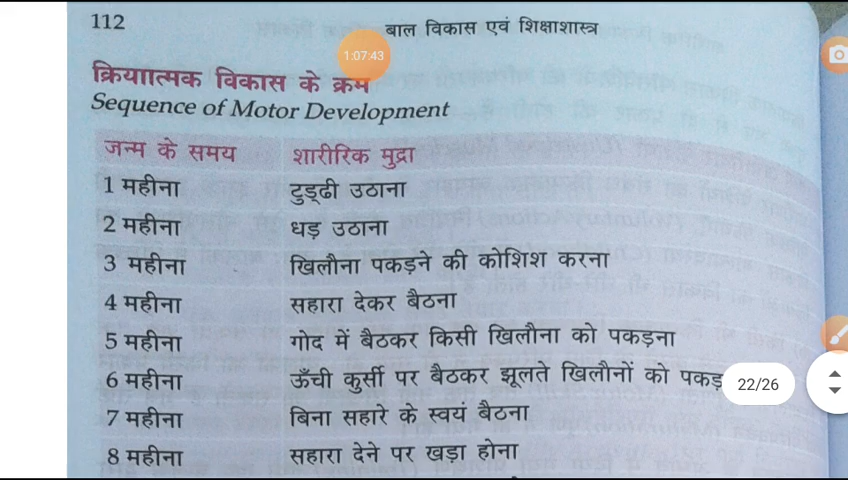 112 बाल विकास एवं शिक्षाशास्त्र
1:07:43
क्रियाात्मक विकास के क्रम
Sequence of Motor Development
जन्म के समय शारीरिक मुद्रा
1 महीना टुड्ढी उठाना
2 महीना धड़ उठाना
3 महीना खिलौना पकड़ने की कोशिश करना
4 महीना सहारा देकर बैठना
5 महीना गोद में बैठकर किसी खिलौना को पकड़ना
6 महीना ऊँची कुर्सी पर बैठकर झूलते खिलौनों को पकड़
22/26
7 महीना बिना सहारे के स्वयं बैठना
8 महीना सहारा देने पर खड़ा होना